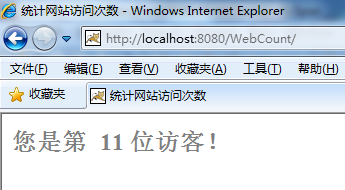 统计网站访问次数 - Windows Internet Explorer
http://localhost:8080/WebCount/
文件(F) 编辑(E) 查看(V) 收藏夹(A) 工具(T) 帮助(H)
收藏夹 统计网站访问次数
您是第 11 位访客！